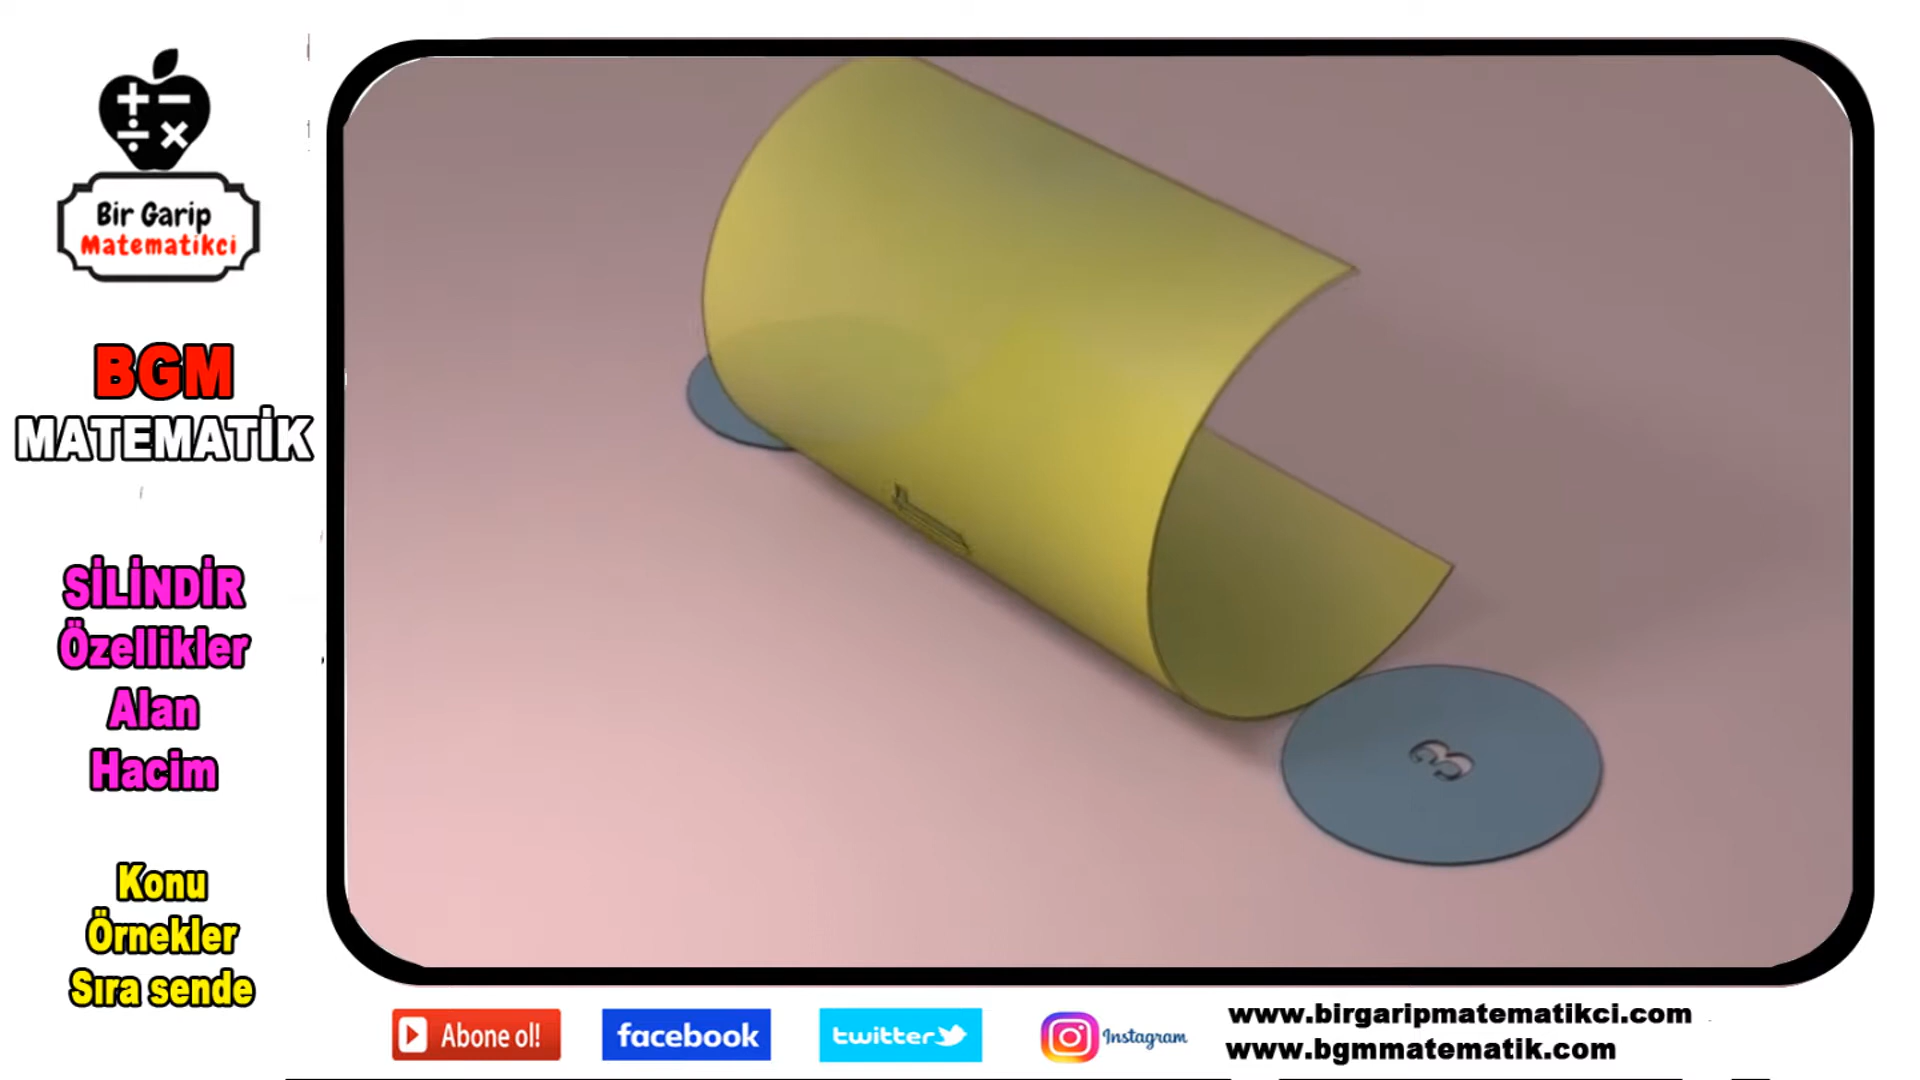 Bir Garip
Matematikci
BGM
MATEMATİK
SİLİNDİR
Özellikler
Alan
Hacim
Konu
Örnekler
Sıra sende
1
3
Abone ol!
facebook
twitter
Instagram
www.birgaripmatematikci.com
www.bgmmatematik.com